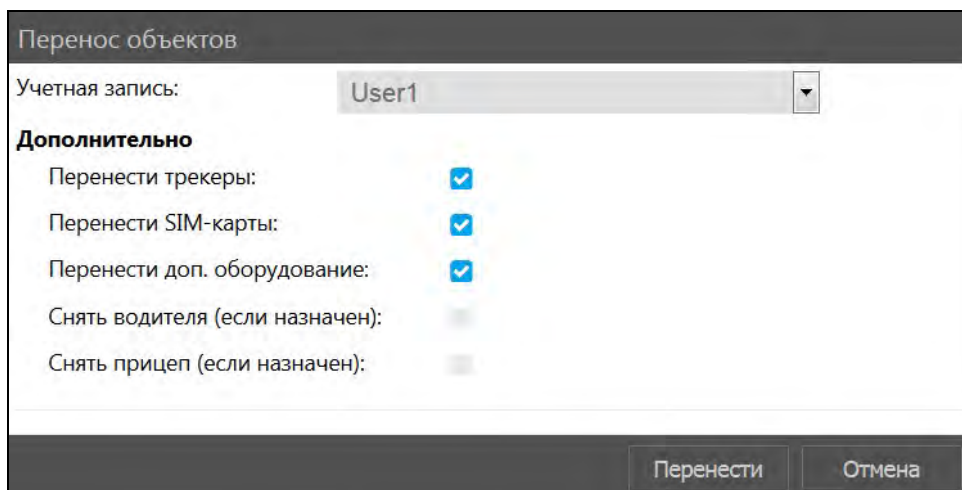 Перенос объектов
Учетная запись: User1
Дополнительно
Перенести трекеры:
Перенести SIM-карты:
Перенести доп. оборудование:
Снять водителя (если назначен):
Снять прицеп (если назначен):
Перенести Отмена